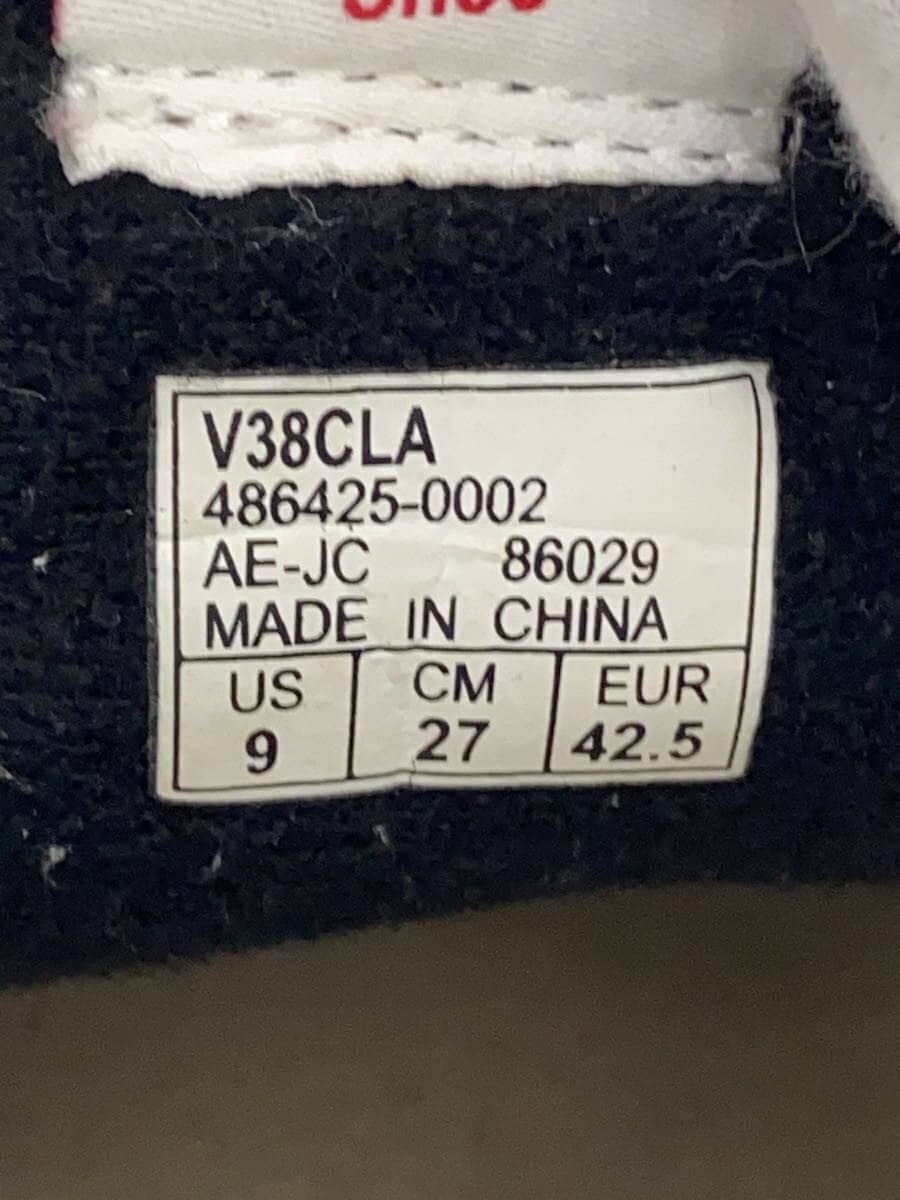 V38CLA
486425-0002
AE-JC 86029
MADE IN CHINA
US CM EUR
9 27 42.5